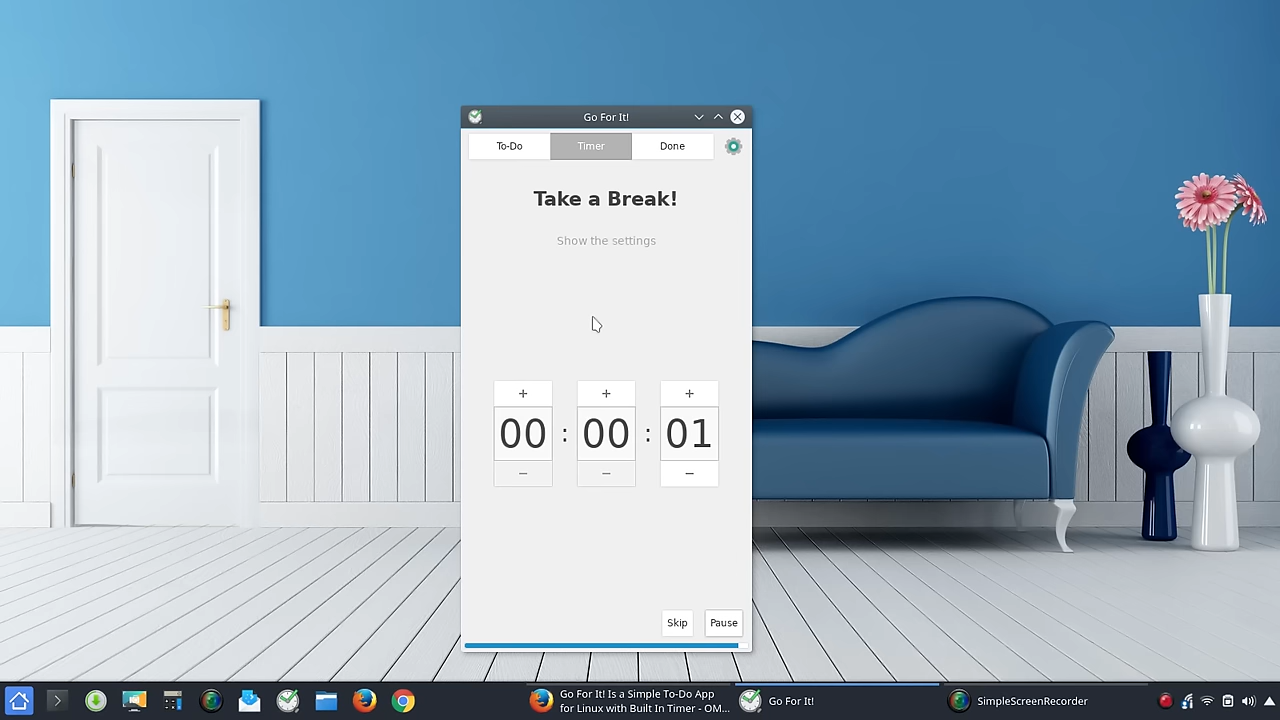 Go For It!
To-Do
Timer
Done
Take a Break!
Show the settings
+
+
+
00 : 00 : 01
−
−
−
Skip
Pause
Go For It! Is a Simple To-Do App
for Linux with Built In Timer - OM...
Go For It!
SimpleScreenRecorder